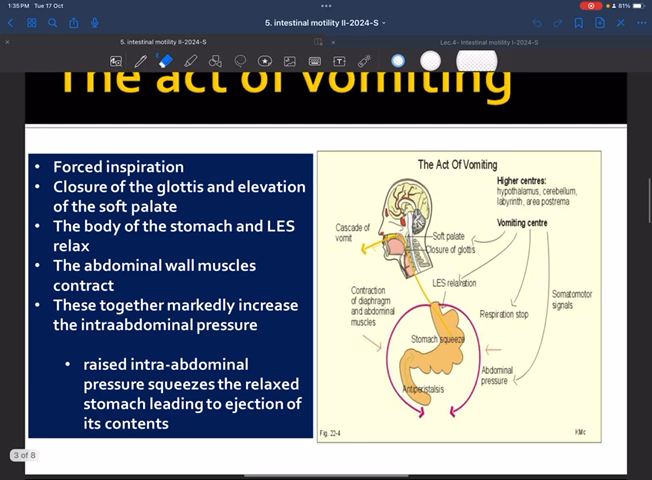 1:35 PM Tue 17 Oct
81%
5. intestinal motility II-2024-S
5. intestinal motility II-2024-S
Lec.4- Intestinal motility I-2024-S
The act of vomiting
• Forced inspiration
• Closure of the glottis and elevation
of the soft palate
• The body of the stomach and LES
relax
• The abdominal wall muscles
contract
• These together markedly increase
the intraabdominal pressure
• raised intra-abdominal
pressure squeezes the relaxed
stomach leading to ejection of
its contents
The Act Of Vomiting
Higher centres:
hypothalamus, cerebellum,
labyrinth, area postrema
Vomiting centre
Cascade of
vomit
Soft palate
Closure of glottis
LES relaxation
Contraction
of diaphragm
and abdominal
muscles
Respiration stop
Somatomotor
signals
Stomach squeeze
Abdominal
pressure
Antiperistalsis
Fig. 22-4
KMc
3 of 8